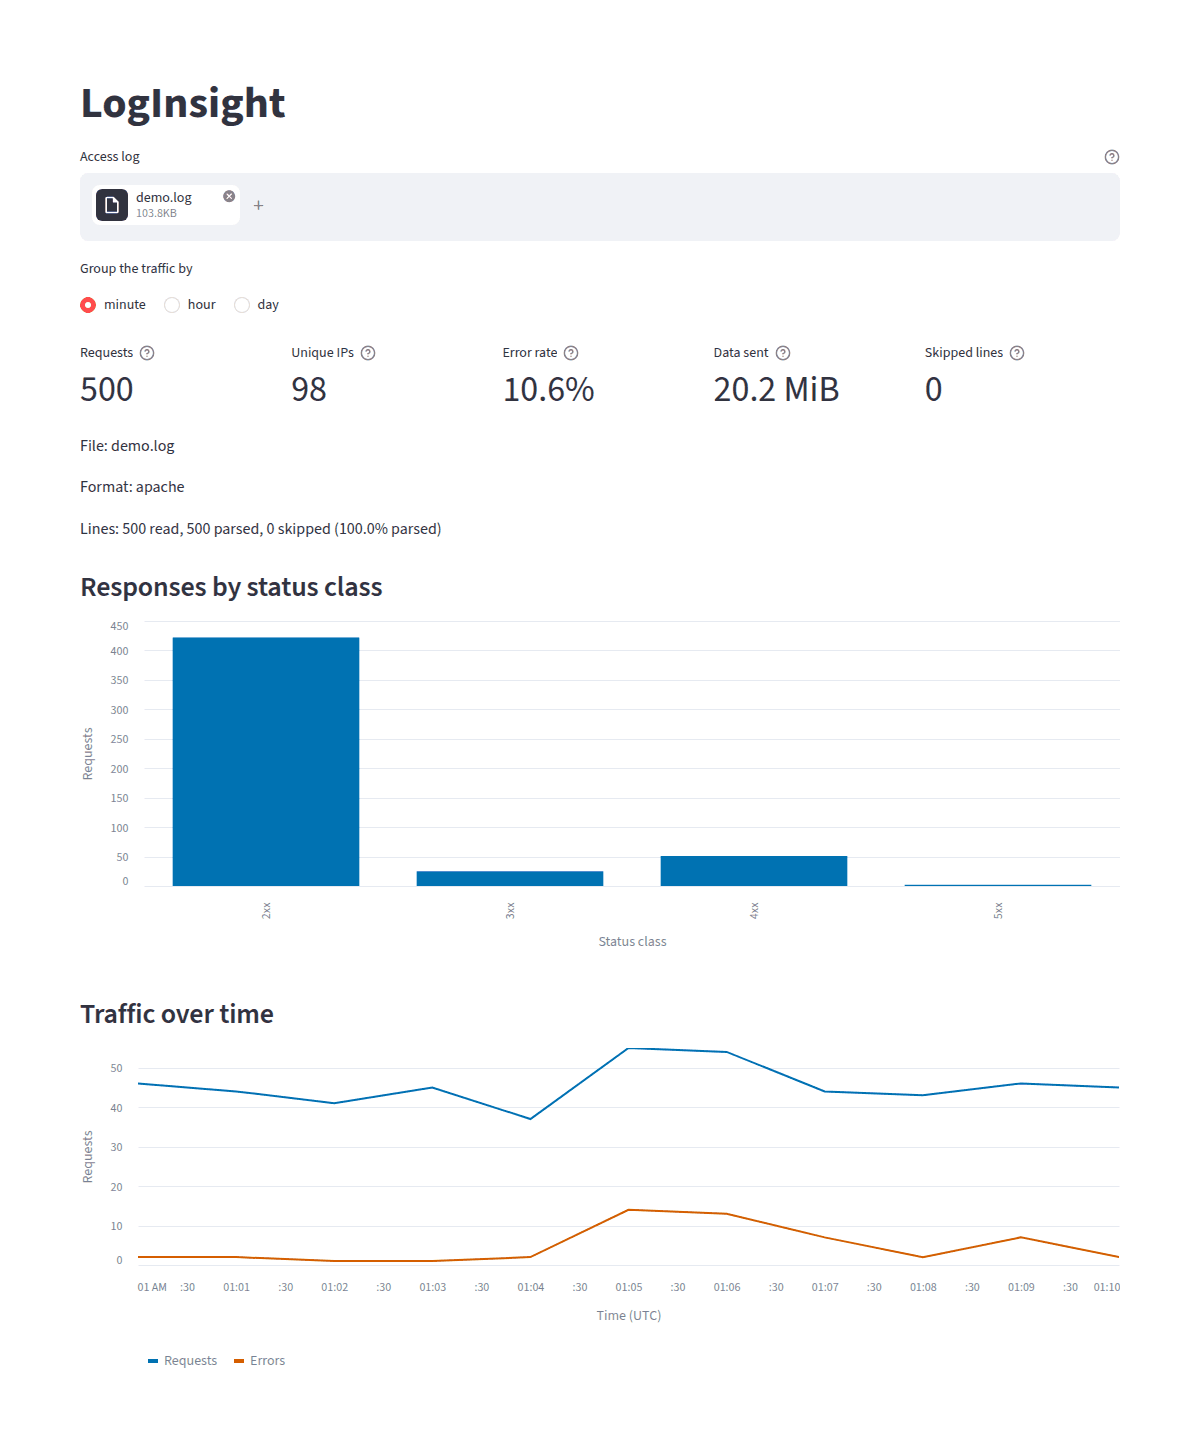 LogInsight
Access log
demo.log
103.8KB
+
Group the traffic by
minute hour day
Requests Unique IPs Error rate Data sent Skipped lines
500 98 10.6% 20.2 MiB 0
File: demo.log
Format: apache
Lines: 500 read, 500 parsed, 0 skipped (100.0% parsed)
Responses by status class
450
400
350
300
250
200
150
100
50
0
Requests
2xx 3xx 4xx 5xx
Status class
Traffic over time
50
40
30
20
10
0
Requests
01 AM :30 01:01 :30 01:02 :30 01:03 :30 01:04 :30 01:05 :30 01:06 :30 01:07 :30 01:08 :30 01:09 :30 01:10
Time (UTC)
Requests Errors